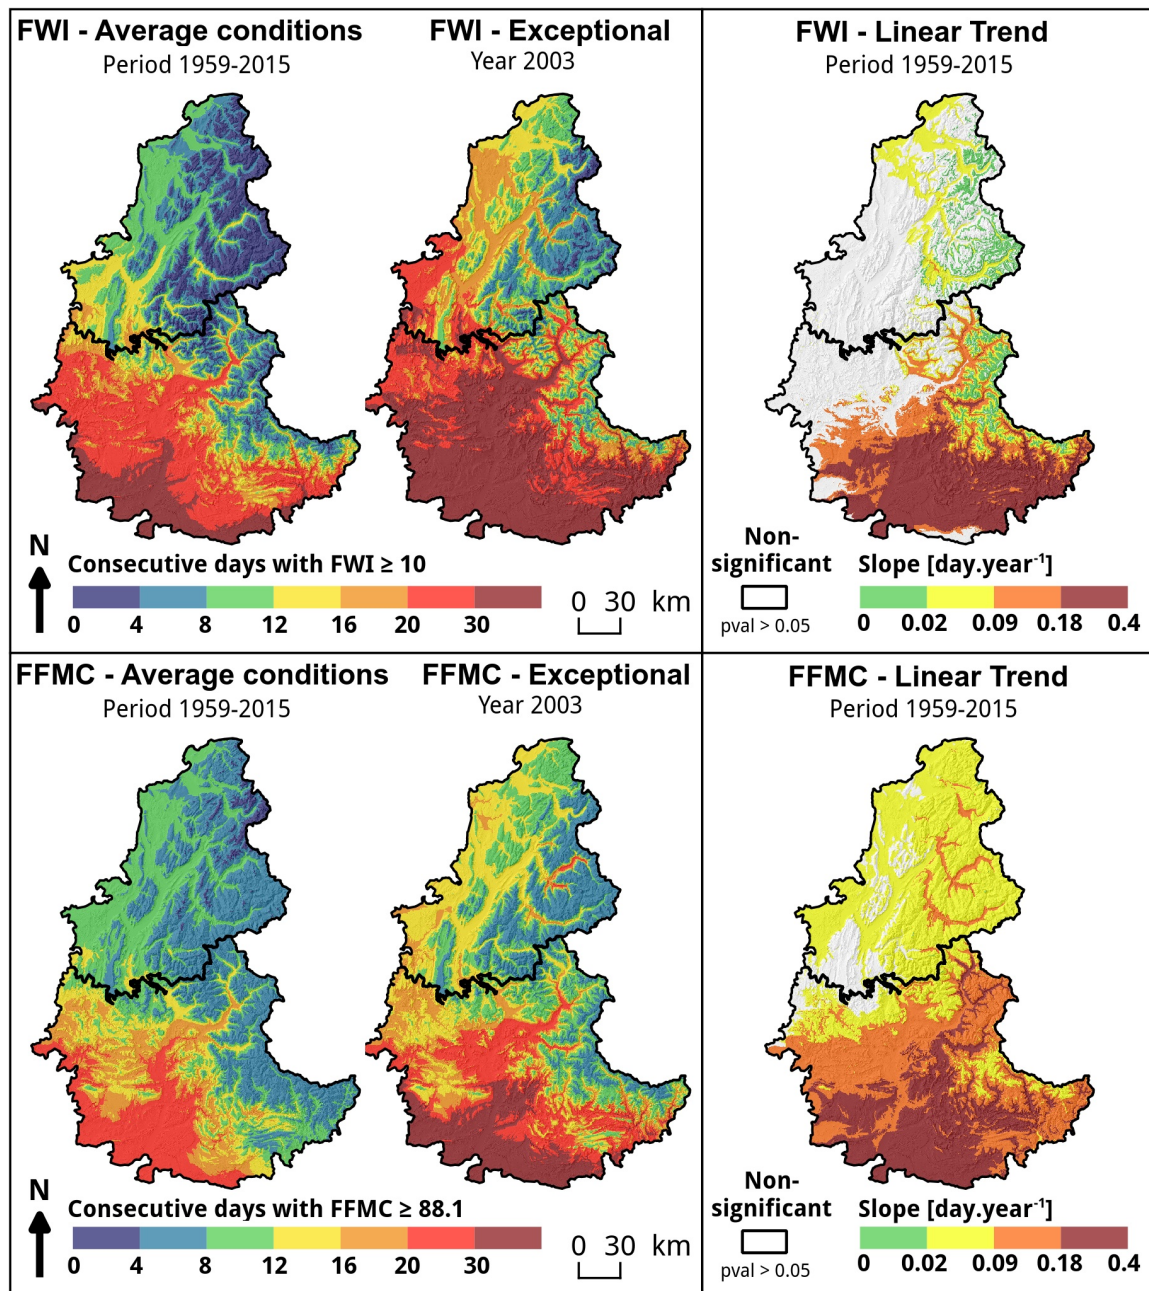 FWI - Average conditions
Period 1959-2015
FWI - Exceptional
Year 2003
FWI - Linear Trend
Period 1959-2015
N
Consecutive days with FWI ≥ 10
0 4 8 12 16 20 30
0 30 km
Non-
significant
pval > 0.05
Slope [day.year⁻¹]
0 0.02 0.09 0.18 0.4
FFMC - Average conditions
Period 1959-2015
FFMC - Exceptional
Year 2003
FFMC - Linear Trend
Period 1959-2015
N
Consecutive days with FFMC ≥ 88.1
0 4 8 12 16 20 30
0 30 km
Non-
significant
pval > 0.05
Slope [day.year⁻¹]
0 0.02 0.09 0.18 0.4